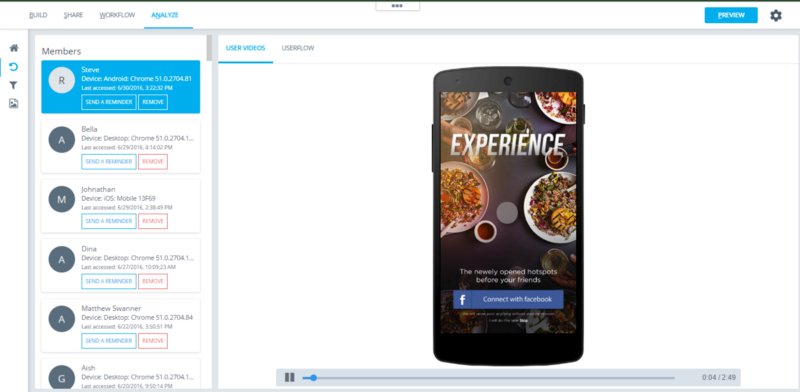 BUILD SHARE WORKFLOW ANALYZE PREVIEW
Members
USER VIDEOS USERFLOW
R
Steve
Device: Android: Chrome 51.0.2704.81
Last accessed: 6/30/2016, 3:22:32 PM
SEND A REMINDER REMOVE
A
Bella
Device: Desktop: Chrome 51.0.2704.1...
Last accessed: 6/29/2016, 4:14:02 PM
SEND A REMINDER REMOVE
M
Johnathan
Device: iOS: Mobile 13F69
Last accessed: 6/29/2016, 2:38:49 PM
SEND A REMINDER REMOVE
A
Dina
Device: Desktop: Chrome 51.0.2704.1...
Last accessed: 6/27/2016, 10:09:23 AM
SEND A REMINDER REMOVE
A
Matthew Swanner
Device: Desktop: Chrome 51.0.2704.84
Last accessed: 6/22/2016, 3:50:51 PM
SEND A REMINDER REMOVE
G
Aish
Device: Desktop: Chrome 51.0.2704.8...
Last accessed: 6/21/2016, 9:50:14 PM
EXPERIENCE
The newly opened hotspots
before your friends
f Connect with facebook
0:04 / 2:49